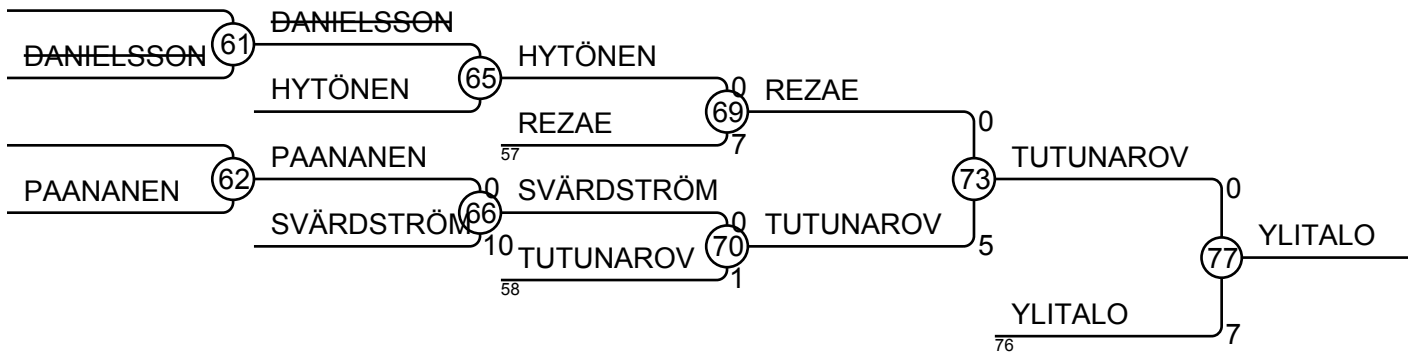 DANIELSSON
61
DANIELSSON
HYTÖNEN
65
HYTÖNEN
0
REZAE
57
69
7
REZAE
0
PAANANEN
62
PAANANEN
0
SVÄRDSTRÖM
66
10
SVÄRDSTRÖM
0
TUTUNAROV
58
70
1
TUTUNAROV
73
5
TUTUNAROV
0
YLITALO
76
77
7
YLITALO